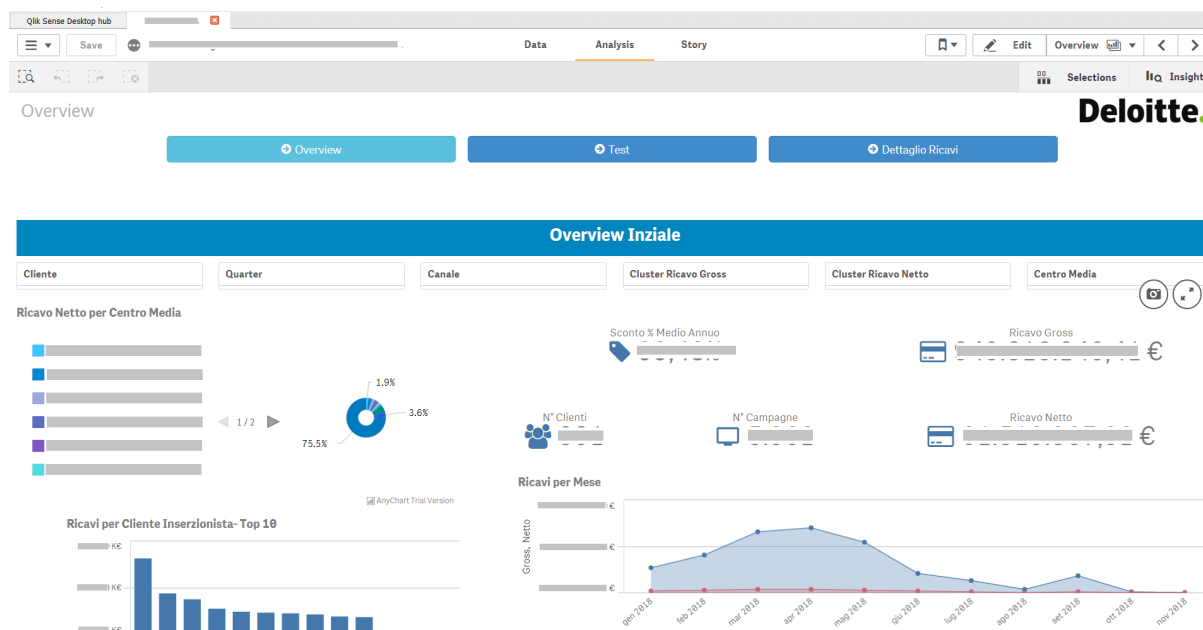 Qlik Sense Desktop hub
Save
Data
Analysis
Story
Edit
Overview
Selections
Insight
Overview
Deloitte.
Overview
Test
Dettaglio Ricavi
Overview Inziale
Cliente
Quarter
Canale
Cluster Ricavo Gross
Cluster Ricavo Netto
Centro Media
Ricavo Netto per Centro Media
Sconto % Medio Annuo
Ricavo Gross
€
1.9%
3.6%
1 / 2
75.5%
N° Clienti
N° Campagne
Ricavo Netto
€
AnyChart Trial Version
Ricavi per Mese
€
€
€
Gross, Netto
gen 2018
feb 2018
mar 2018
apr 2018
mag 2018
giu 2018
lug 2018
ago 2018
set 2018
ott 2018
nov 2018
Ricavi per Cliente Inserzionista- Top 10
K€
K€
K€